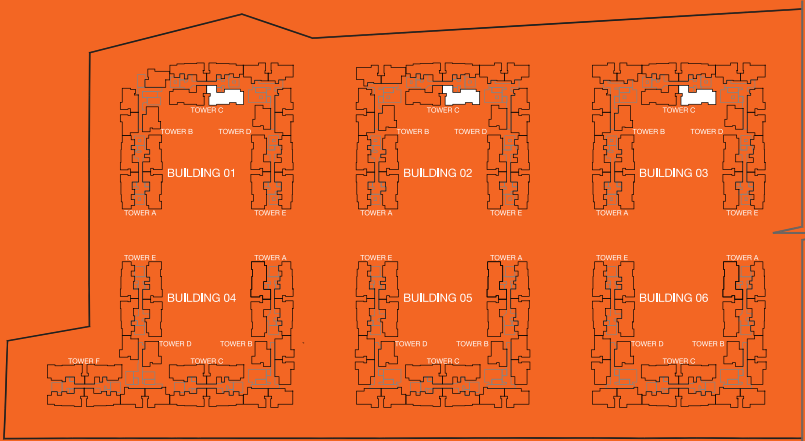 TOWER C TOWER C TOWER C
TOWER B TOWER D TOWER B TOWER D TOWER B TOWER D
BUILDING 01 BUILDING 02 BUILDING 03
TOWER A TOWER E TOWER A TOWER E TOWER A TOWER E
TOWER E TOWER A TOWER E TOWER A TOWER E TOWER A
BUILDING 04 BUILDING 05 BUILDING 06
TOWER D TOWER B TOWER D TOWER B TOWER D TOWER B
TOWER F TOWER C TOWER C TOWER C